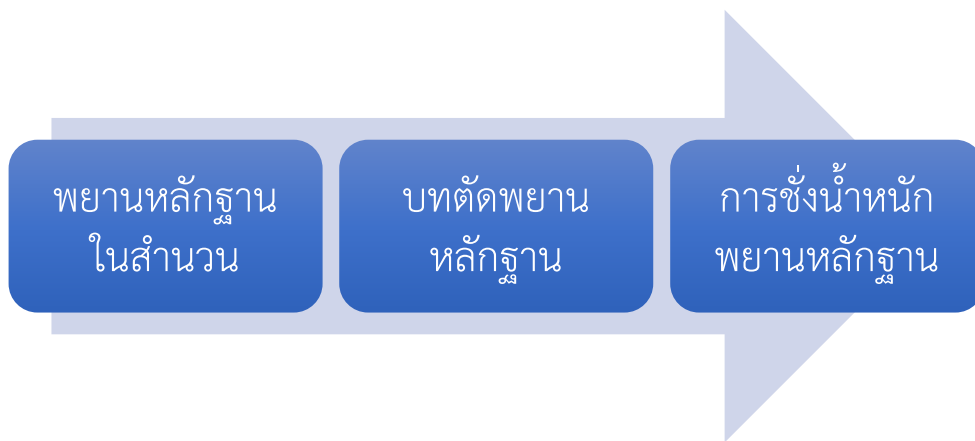 พยานหลักฐาน
ในสำนวน
บทตัดพยาน
หลักฐาน
การชั่งน้ำหนัก
พยานหลักฐาน